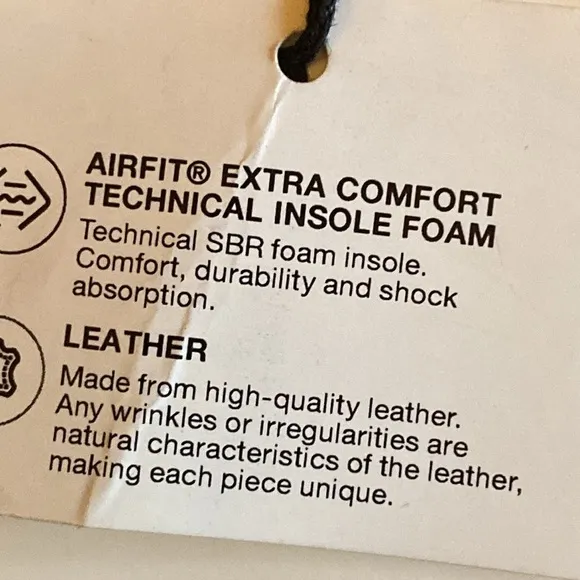 AIRFIT® EXTRA COMFORT
TECHNICAL INSOLE FOAM
Technical SBR foam insole.
Comfort, durability and shock
absorption.
LEATHER
Made from high-quality leather.
Any wrinkles or irregularities are
natural characteristics of the leather,
making each piece unique.